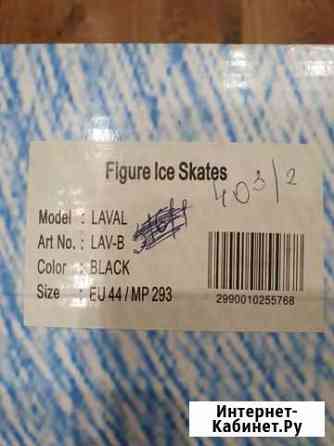 Figure Ice Skates
403/2
Model : LAVAL
Art No. : LAV-B
Color : BLACK
Size : EU 44 / MP 293
2990010255768
Интернет-
Кабинет.Ру